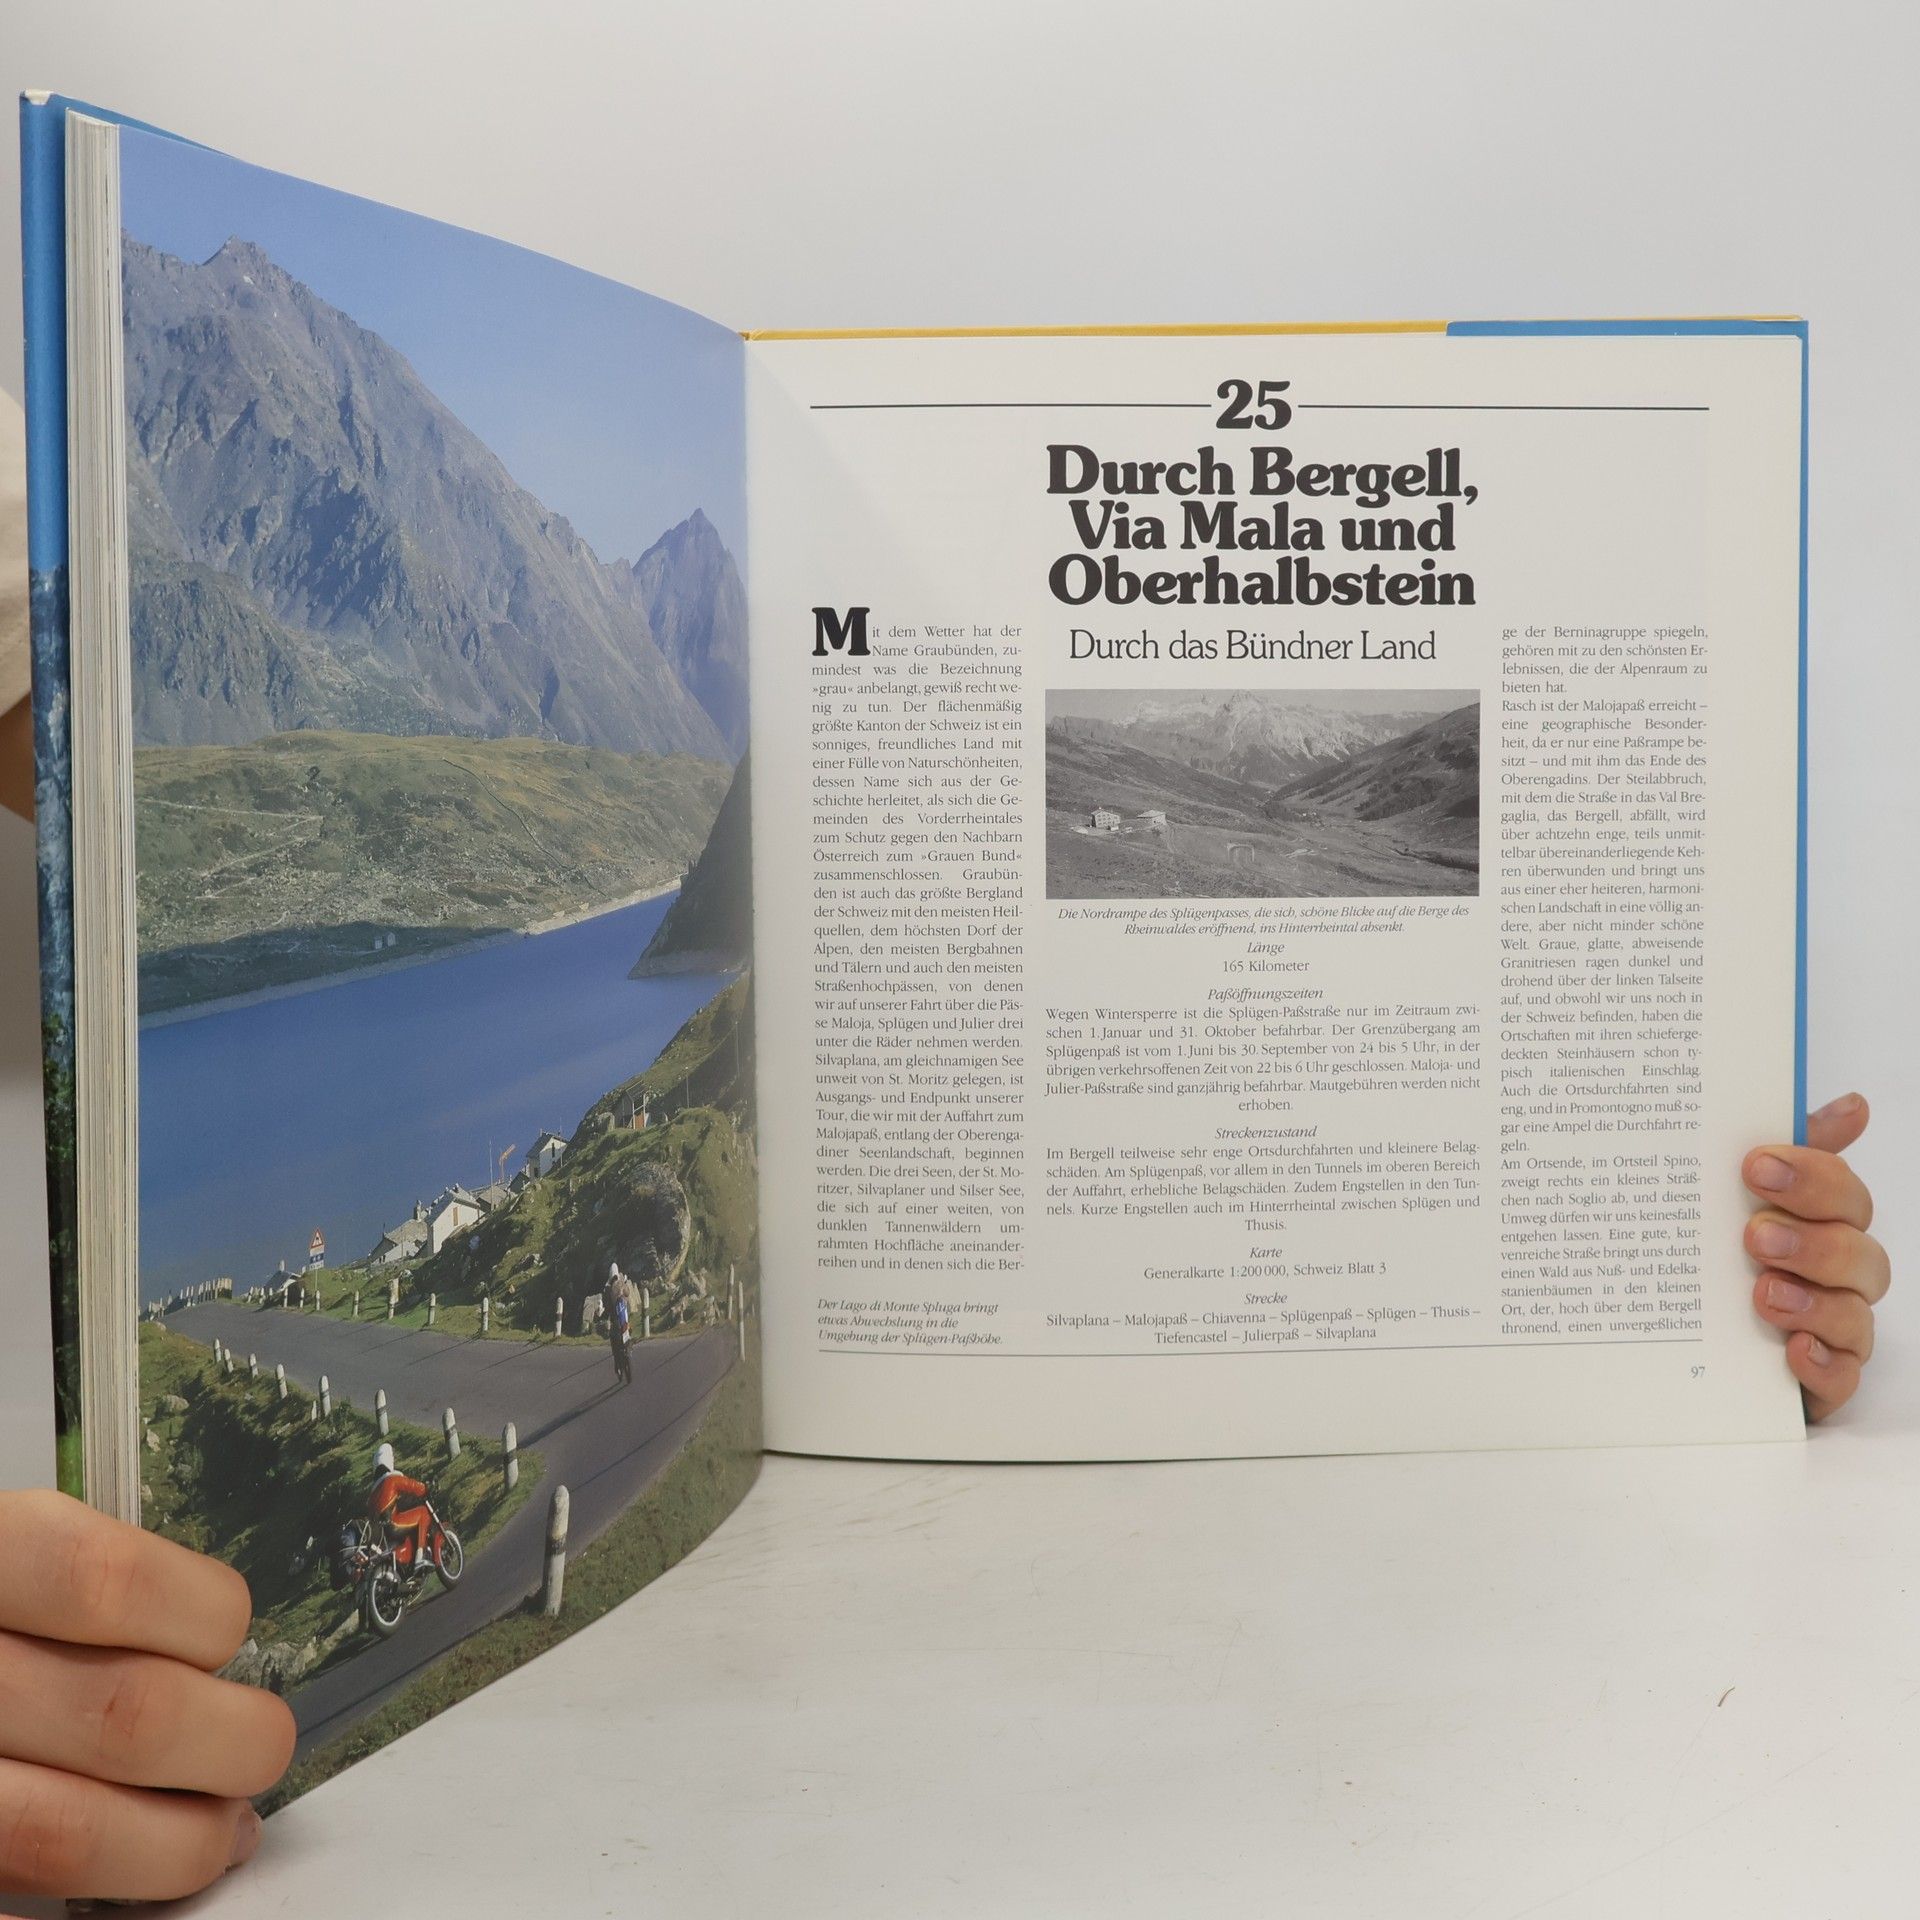 25
Durch Bergell,
Via Mala und
Oberhalbstein
Durch das Bündner Land
Mit dem Wetter hat der
Name Graubünden, zu-
mindest was die Bezeichnung
»grau« anbelangt, gewiß recht we-
nig zu tun. Der flächenmäßig
größte Kanton der Schweiz ist ein
sonniges, freundliches Land mit
einer Fülle von Naturschönheiten,
dessen Name sich aus der Ge-
schichte herleitet, als sich die Ge-
meinden des Vorderrheintales
zum Schutz gegen den Nachbarn
Österreich zum »Grauen Bund«
zusammenschlossen. Graubün-
den ist auch das größte Bergland
der Schweiz mit den meisten Heil-
quellen, dem höchsten Dorf der
Alpen, den meisten Bergbahnen
und Tälern und auch den meisten
Straßenhochpässen, von denen
wir auf unserer Fahrt über die Päs-
se Maloja, Splügen und Julier drei
unter die Räder nehmen werden.
Silvaplana, am gleichnamigen See
unweit von St. Moritz gelegen, ist
Ausgangs- und Endpunkt unserer
Tour, die wir mit der Auffahrt zum
Malojapaß, entlang der Oberenga-
diner Seenlandschaft, beginnen
werden. Die drei Seen, der St. Mo-
ritzer, Silvaplaner und Silser See,
die sich auf einer weiten, von
dunklen Tannenwäldern um-
rahmten Hochfläche aneinander-
reihen und in denen sich die Ber-
Der Lago di Monte Spluga bringt
etwas Abwechslung in die
Umgebung der Splügen-Paßhöhe.
Die Nordrampe des Splügenpasses, die sich, schöne Blicke auf die Berge des
Rheinwaldes eröffnend, ins Hinterrheintal absenkt.
Länge
165 Kilometer
Paßöffnungszeiten
Wegen Wintersperre ist die Splügen-Paßstraße nur im Zeitraum zwi-
schen 1. Januar und 31. Oktober befahrbar. Der Grenzübergang am
Splügenpaß ist vom 1. Juni bis 30. September von 24 bis 5 Uhr, in der
übrigen verkehrsoffenen Zeit von 22 bis 6 Uhr geschlossen. Maloja- und
Julier-Paßstraße sind ganzjährig befahrbar. Mautgebühren werden nicht
erhoben.
Streckenzustand
Im Bergell teilweise sehr enge Ortsdurchfahrten und kleinere Belag-
schäden. Am Splügenpaß, vor allem in den Tunnels im oberen Bereich
der Auffahrt, erhebliche Belagschäden. Zudem Engstellen in den Tun-
nels. Kurze Engstellen auch im Hinterrheintal zwischen Splügen und
Thusis.
Karte
Generalkarte 1:200 000, Schweiz Blatt 3
Strecke
Silvaplana – Malojapaß – Chiavenna – Splügenpaß – Splügen – Thusis –
Tiefencastel – Julierpaß – Silvaplana
ge der Berninagruppe spiegeln,
gehören mit zu den schönsten Er-
lebnissen, die der Alpenraum zu
bieten hat.
Rasch ist der Malojapaß erreicht –
eine geographische Besonder-
heit, da er nur eine Paßrampe be-
sitzt – und mit ihm das Ende des
Oberengadins. Der Steilabbruch,
mit dem die Straße in das Val Bre-
gaglia, das Bergell, abfällt, wird
über achtzehn enge, teils unmit-
telbar übereinanderliegende Keh-
ren überwunden und bringt uns
aus einer eher heiteren, harmoni-
schen Landschaft in eine völlig an-
dere, aber nicht minder schöne
Welt. Graue, glatte, abweisende
Granitriesen ragen dunkel und
drohend über der linken Talseite
auf, und obwohl wir uns noch in
der Schweiz befinden, haben die
Ortschaften mit ihren schieferge-
deckten Steinhäusern schon ty-
pisch italienischen Einschlag.
Auch die Ortsdurchfahrten sind
eng, und in Promontogno muß so-
gar eine Ampel die Durchfahrt re-
geln.
Am Ortsende, im Ortsteil Spino,
zweigt rechts ein kleines Sträß-
chen nach Soglio ab, und diesen
Umweg dürfen wir uns keinesfalls
entgehen lassen. Eine gute, kur-
venreiche Straße bringt uns durch
einen Wald aus Nuß- und Edelka-
stanienbäumen in den kleinen
Ort, der, hoch über dem Bergell
thronend, einen unvergeßlichen
97